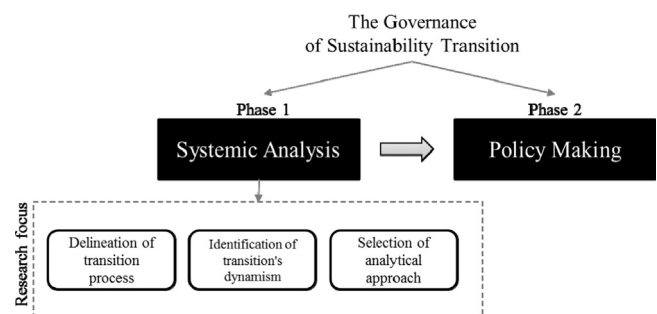 The Governance
of Sustainability Transition
Phase 1
Phase 2
Systemic Analysis
Policy Making
Research focus
Delineation of
transition
process
Identification of
transition's
dynamism
Selection of
analytical
approach